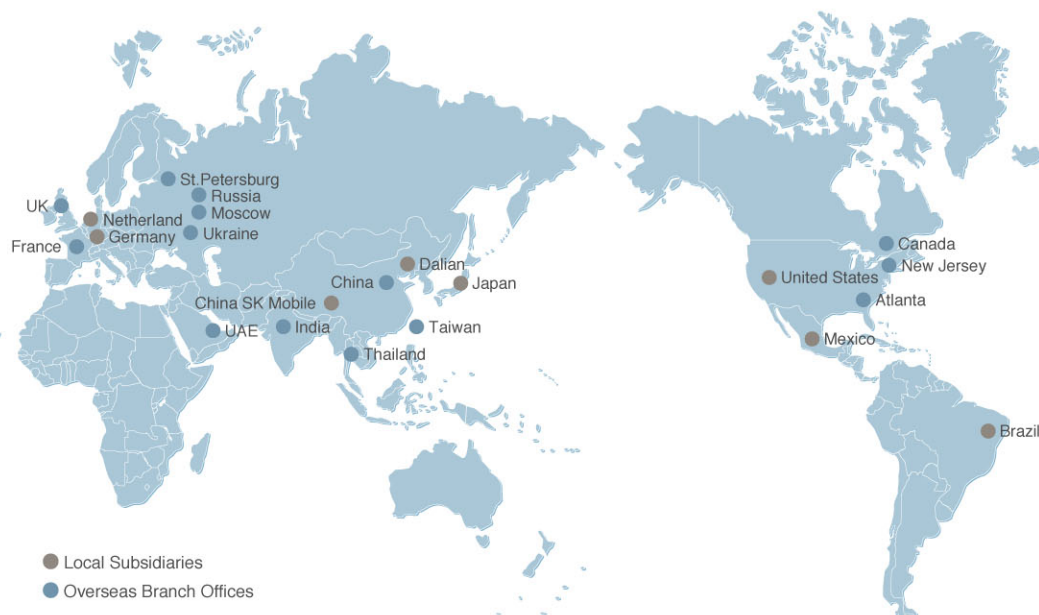 St.Petersburg
Russia
UK
Netherland
Moscow
Germany
Ukraine
France
Canada
Dalian
New Jersey
China
Japan
United States
China SK Mobile
Atlanta
UAE
India
Taiwan
Mexico
Thailand
Brazil
Local Subsidiaries
Overseas Branch Offices